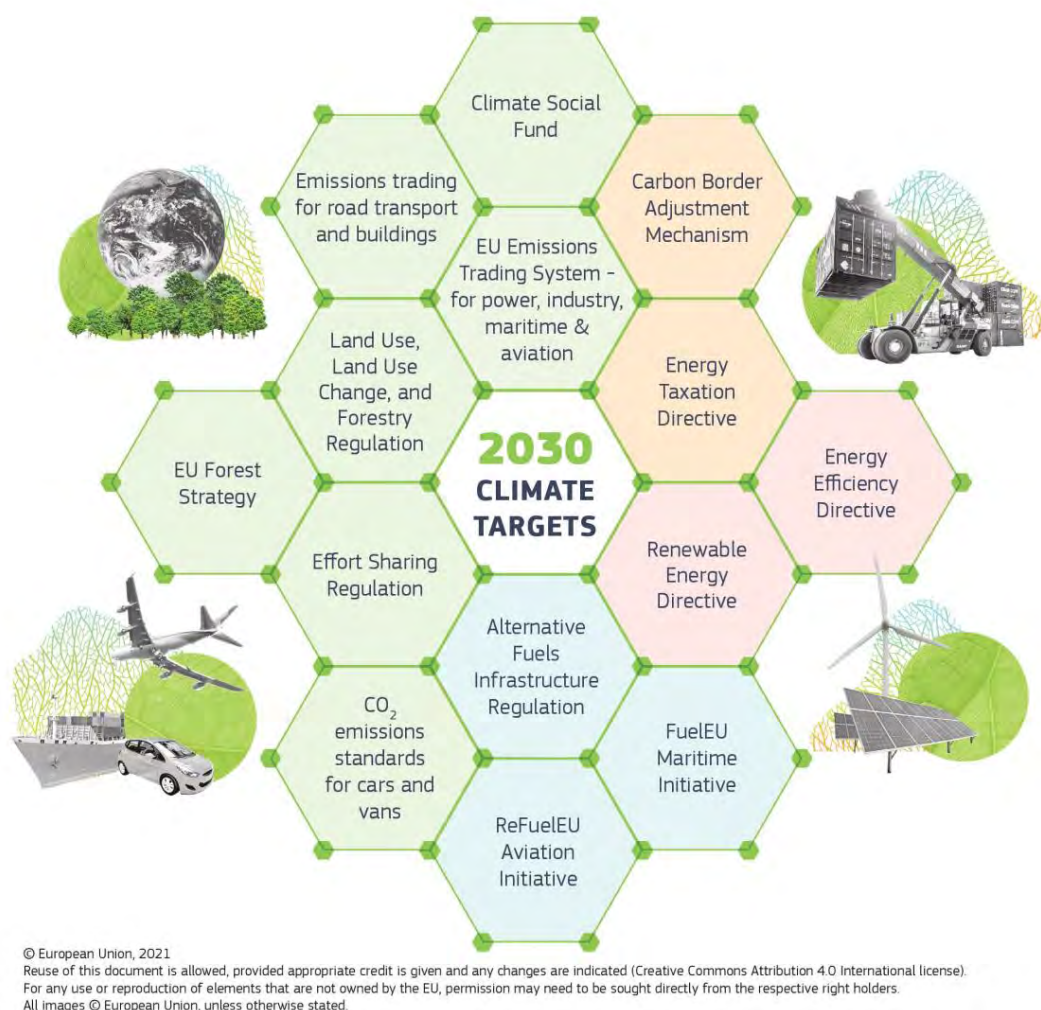 Climate Social
Fund
Emissions trading
for road transport
and buildings
Carbon Border
Adjustment
Mechanism
EU Emissions
Trading System -
for power, industry,
maritime &
aviation
Land Use,
Land Use
Change, and
Forestry
Regulation
Energy
Taxation
Directive
EU Forest
Strategy
2030
CLIMATE
TARGETS
Energy
Efficiency
Directive
Effort Sharing
Regulation
Renewable
Energy
Directive
Alternative
Fuels
Infrastructure
Regulation
CO₂
emissions
standards
for cars and
vans
FuelEU
Maritime
Initiative
ReFuelEU
Aviation
Initiative
© European Union, 2021
Reuse of this document is allowed, provided appropriate credit is given and any changes are indicated (Creative Commons Attribution 4.0 International license).
For any use or reproduction of elements that are not owned by the EU, permission may need to be sought directly from the respective right holders.
All images © European Union, unless otherwise stated.